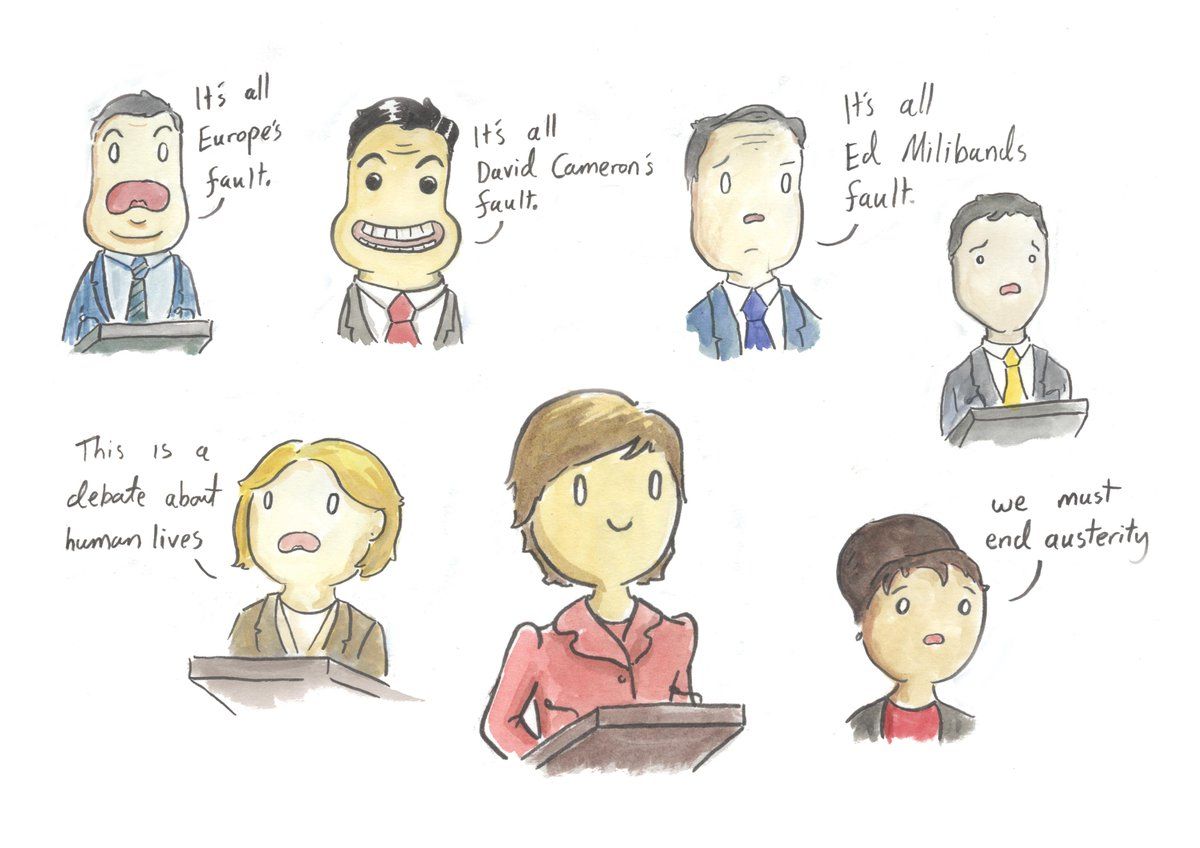 It's all
Europe's
fault.
It's all
David Cameron's
fault.
It's all
Ed Milibands
fault.
This is a
debate about
human lives
we must
end austerity